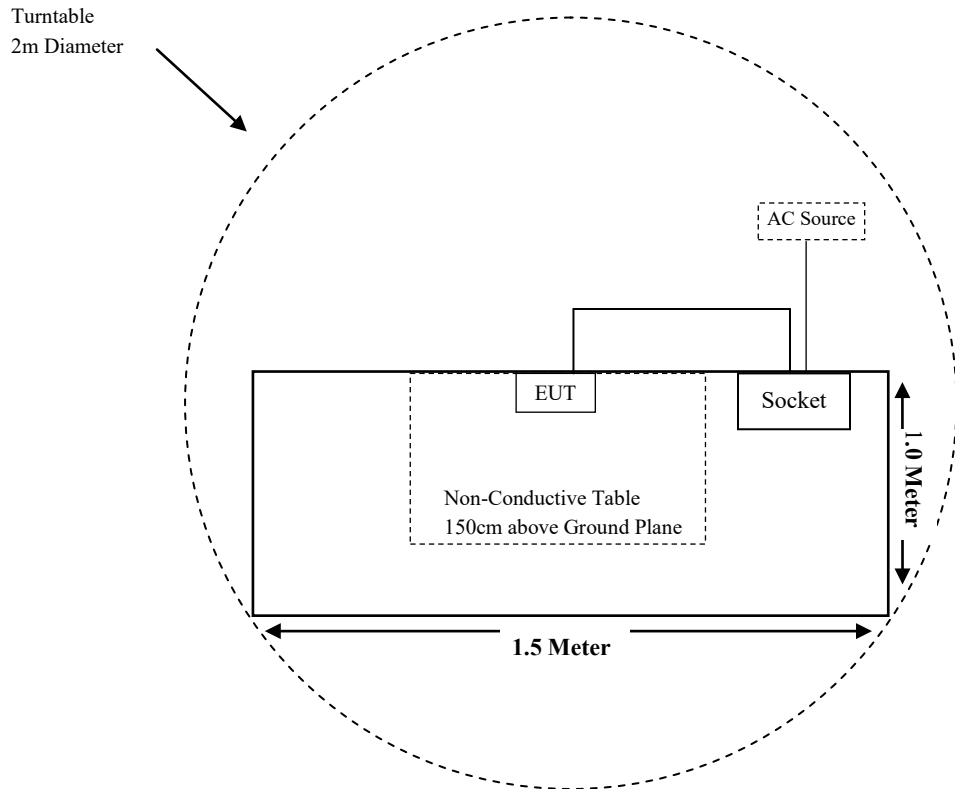 Turntable
2m Diameter
AC Source
EUT
Socket
Non-Conductive Table
150cm above Ground Plane
1.0 Meter
1.5 Meter